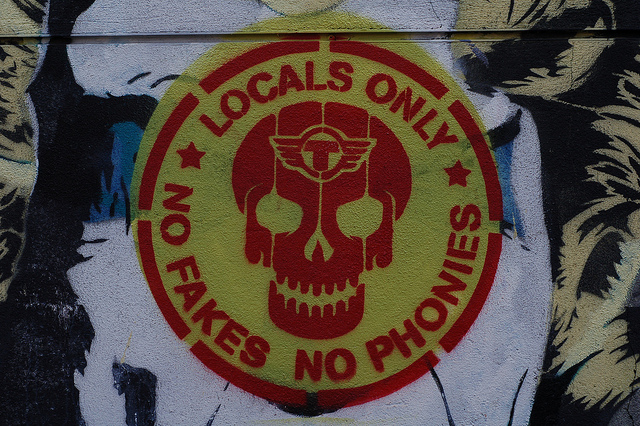 LOCALS ONLY
T
NO FAKES NO PHONIES